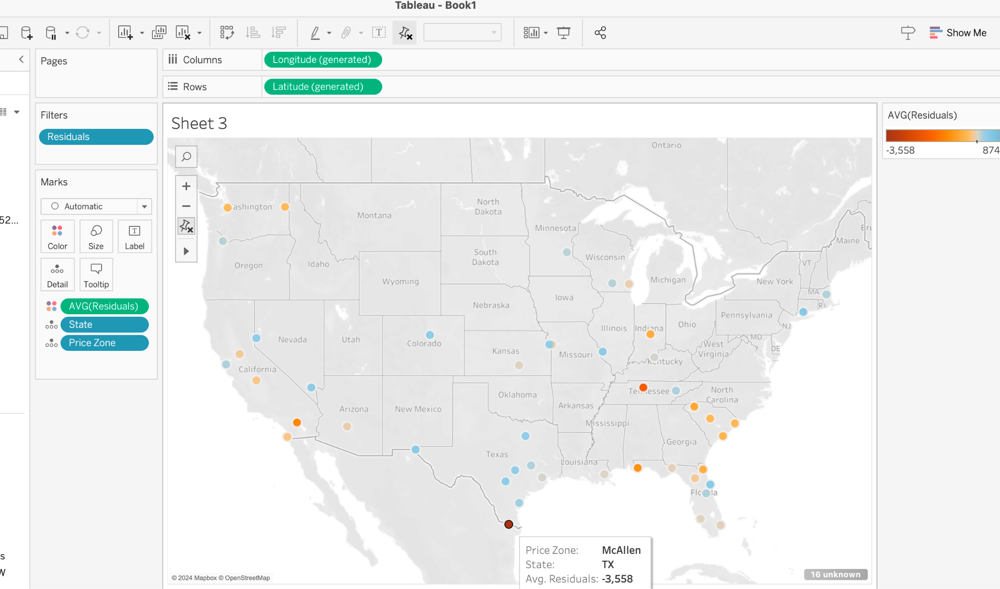 Tableau - Book1
Show Me
Pages
Columns
Longitude (generated)
Rows
Latitude (generated)
Filters
Residuals
Sheet 3
AVG(Residuals)
-3,558
874
Marks
Automatic
52...
Color
Size
Label
Detail
Tooltip
AVG(Residuals)
State
Price Zone
s
W
Ontario
ashington
Montana
North
Dakota
Minnesota
Bru
Maine
Oregon
Idaho
South
Dakota
Wisconsin
VT
Wyoming
Michigan
New York
Iowa
MA
Nebraska
RI
Pennsylvania
Nevada
Utah
Colorado
Illinois
Indiana
Ohio
NJ
MD
Kansas
Missouri
West
Virginia
DE
California
Kentucky
Oklahoma
Tennessee
North
Carolina
Arizona
New Mexico
Arkansas
Mississippi
Georgia
Texas
Louisiana
Florida
Price Zone: McAllen
State: TX
Avg. Residuals: -3,558
© 2024 Mapbox © OpenStreetMap
16 unknown